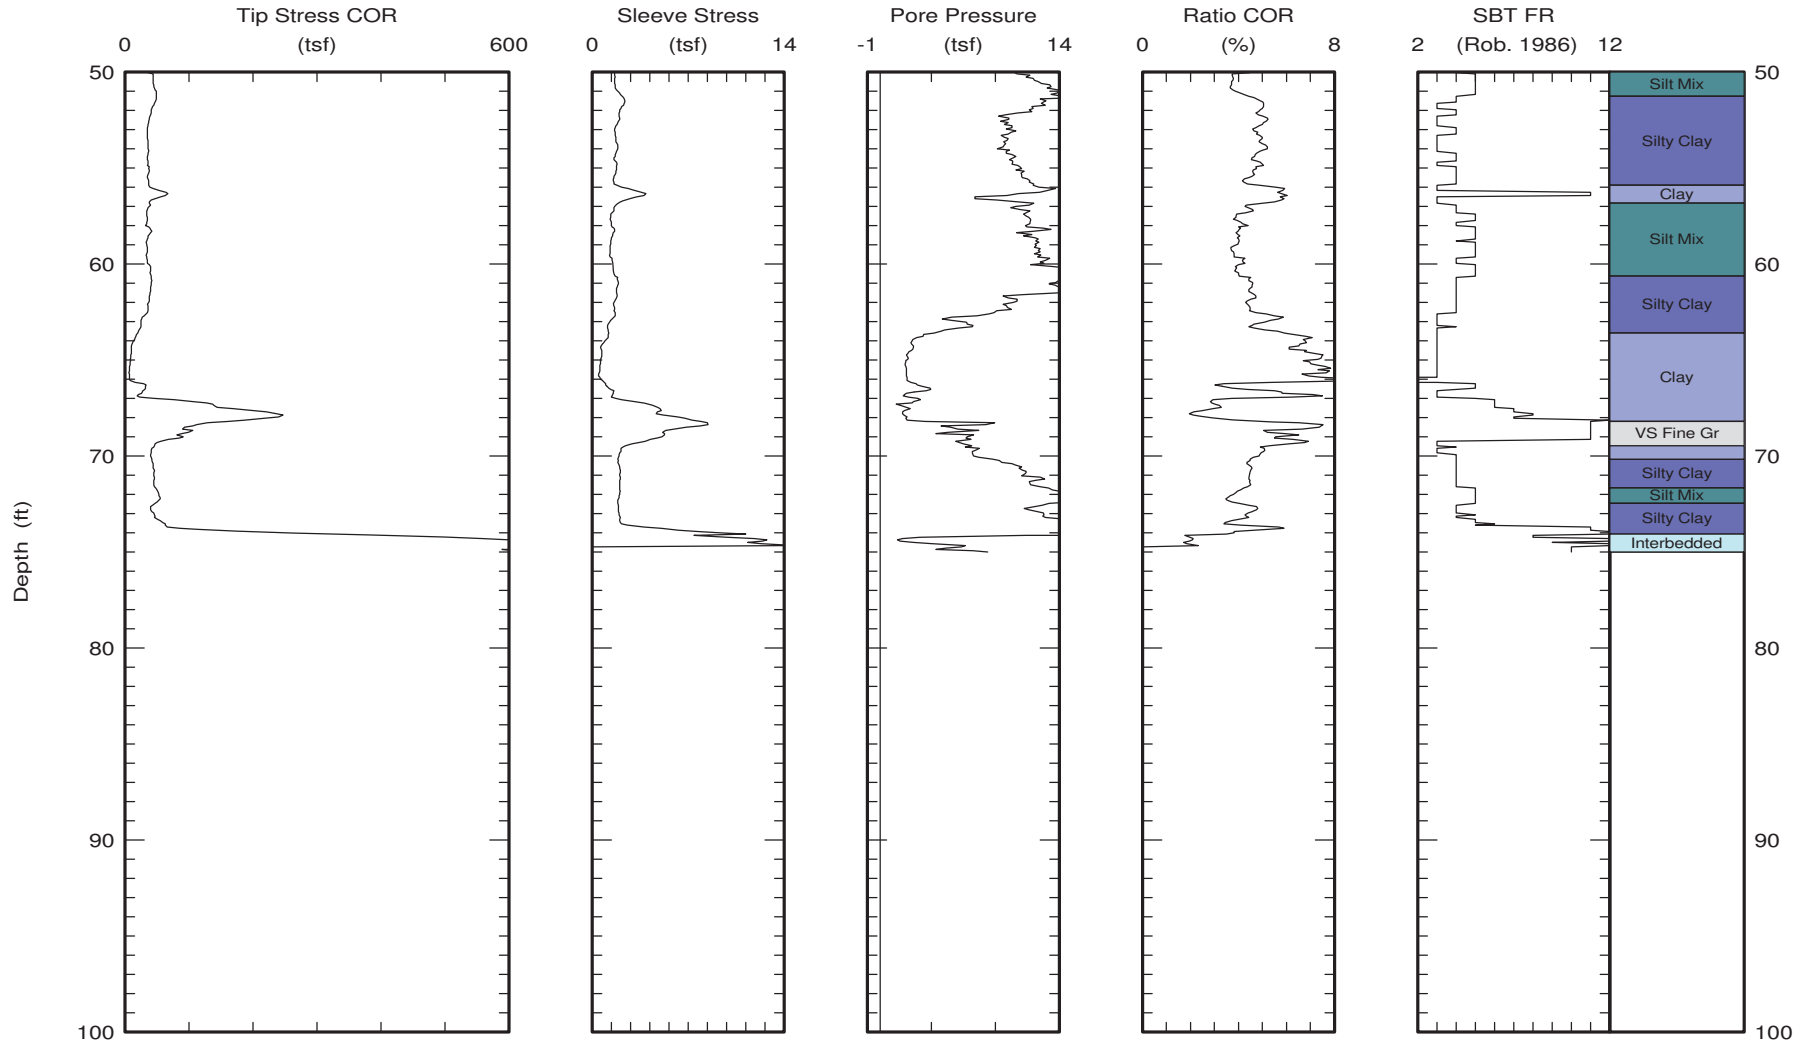 Tip Stress COR Sleeve Stress Pore Pressure Ratio COR SBT FR
0 (tsf) 600 0 (tsf) 14 -1 (tsf) 14 0 (%) 8 2 (Rob. 1986) 12
50 50
Silt Mix
Silty Clay
Clay
Silt Mix
60 60
Silty Clay
Clay
VS Fine Gr
70 70
Silty Clay
Silt Mix
Silty Clay
Interbedded
Depth (ft)
80 80
90 90
100 100